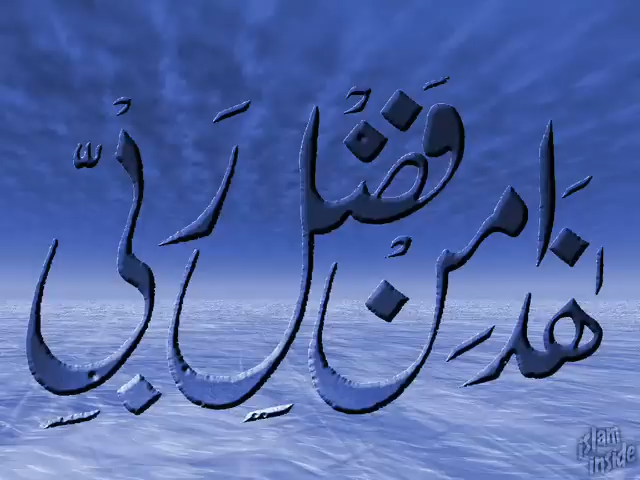 هَذَا مِنْ فَضْلِ رَبِّي
islam
inside